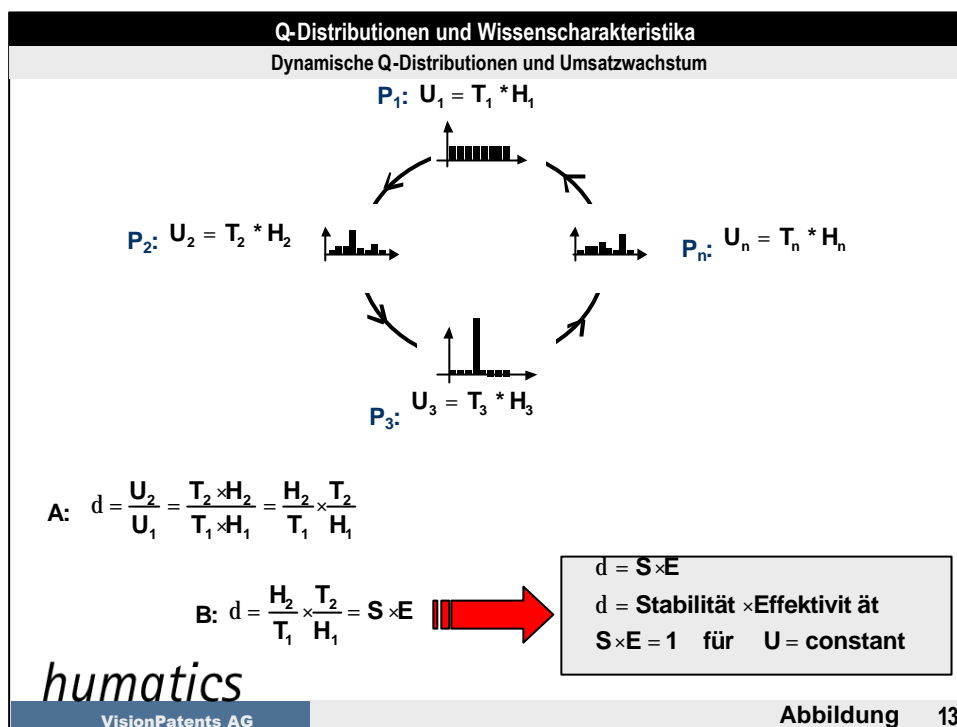 Q-Distributionen und Wissenscharakteristika
Dynamische Q-Distributionen und Umsatzwachstum
P₁: U₁ = T₁ * H₁
P₂: U₂ = T₂ * H₂
Pₙ: Uₙ = Tₙ * Hₙ
P₃: U₃ = T₃ * H₃
A: d = U₂/U₁ = T₂×H₂/T₁×H₁ = H₂/T₁ × T₂/H₁
B: d = H₂/T₁ × T₂/H₁ = S×E
d = S×E
d = Stabilität ×Effektivit ät
S×E = 1 für U = constant
humatics
VisionPatents AG
Abbildung 13